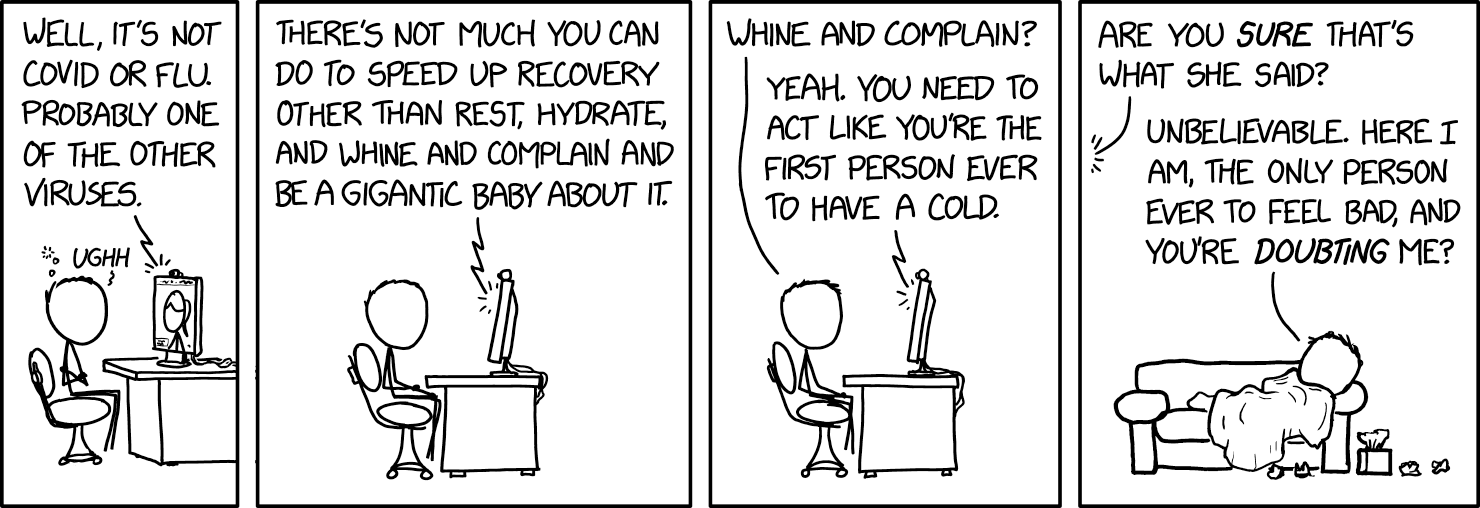 WELL, IT'S NOT
COVID OR FLU.
PROBABLY ONE
OF THE OTHER
VIRUSES.
UGHH
THERE'S NOT MUCH YOU CAN
DO TO SPEED UP RECOVERY
OTHER THAN REST, HYDRATE,
AND WHINE AND COMPLAIN AND
BE A GIGANTIC BABY ABOUT IT.
WHINE AND COMPLAIN?
YEAH. YOU NEED TO
ACT LIKE YOU'RE THE
FIRST PERSON EVER
TO HAVE A COLD.
ARE YOU SURE THAT'S
WHAT SHE SAID?
UNBELIEVABLE. HERE I
AM, THE ONLY PERSON
EVER TO FEEL BAD, AND
YOU'RE DOUBTING ME?